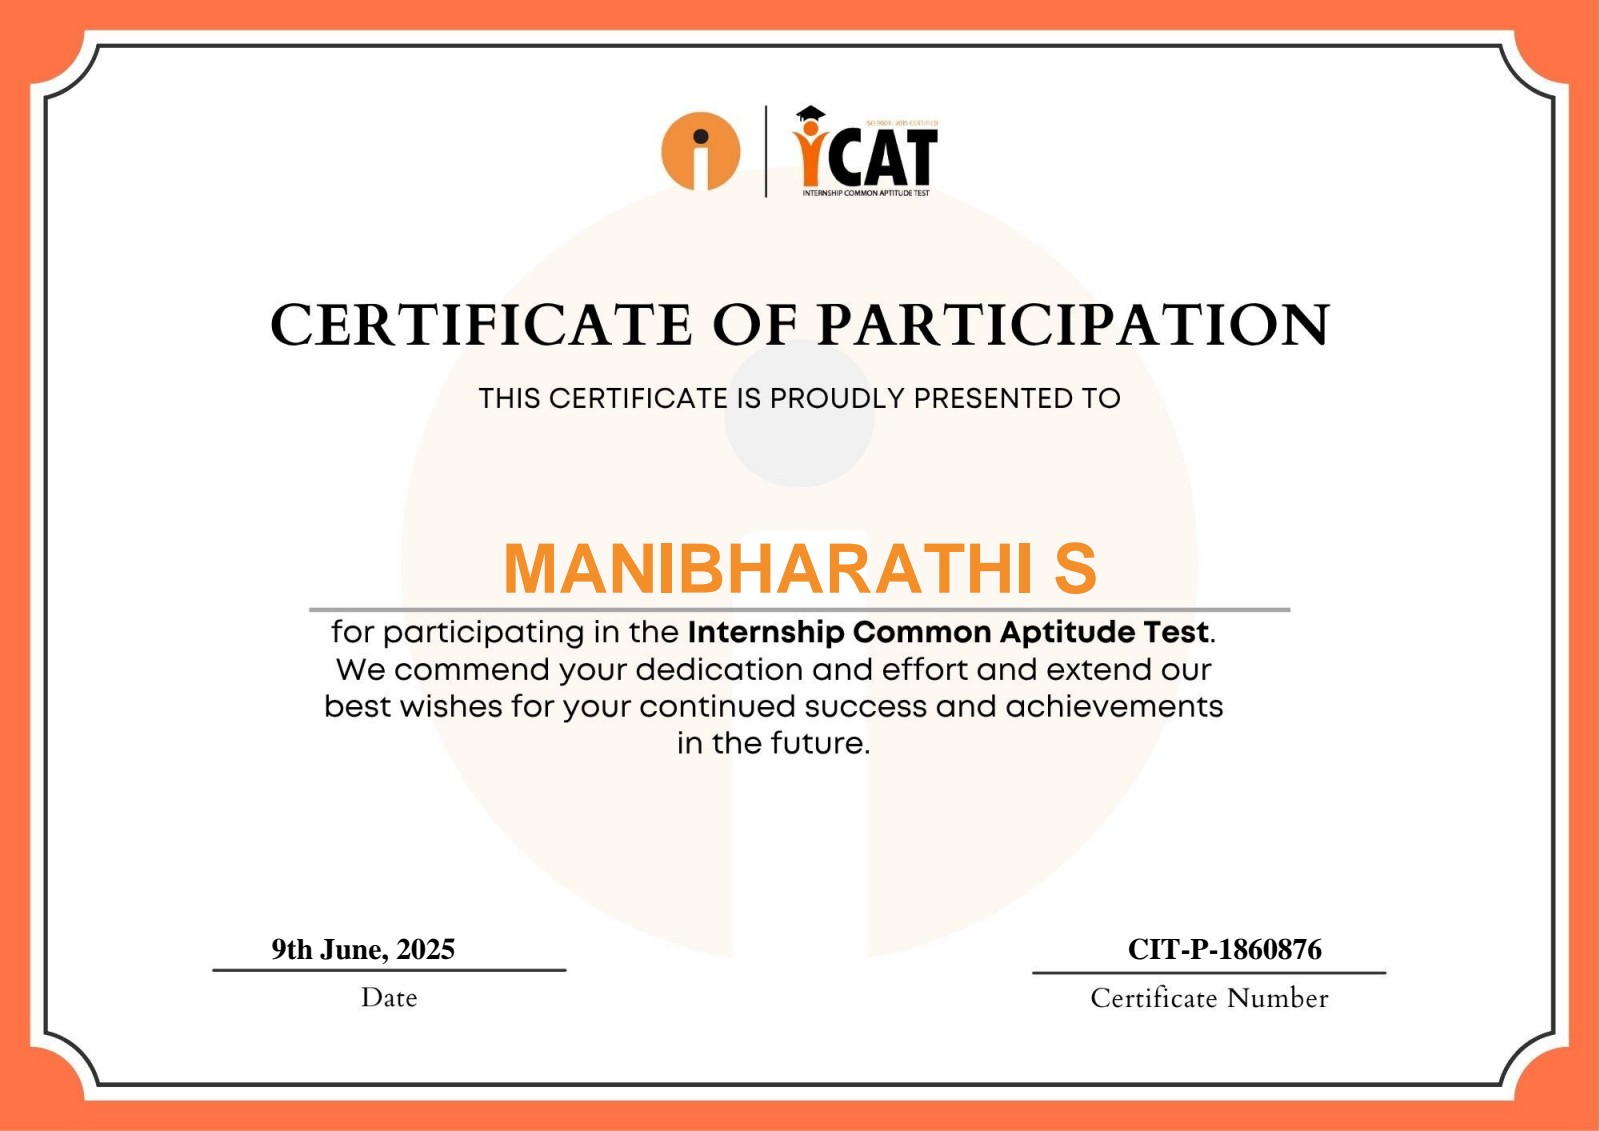 ISO 9001 : 2015 CERTIFIED
iCAT
INTERNSHIP COMMON APTITUDE TEST
CERTIFICATE OF PARTICIPATION
THIS CERTIFICATE IS PROUDLY PRESENTED TO
MANIBHARATHI S
for participating in the Internship Common Aptitude Test.
We commend your dedication and effort and extend our
best wishes for your continued success and achievements
in the future.
9th June, 2025
Date
CIT-P-1860876
Certificate Number